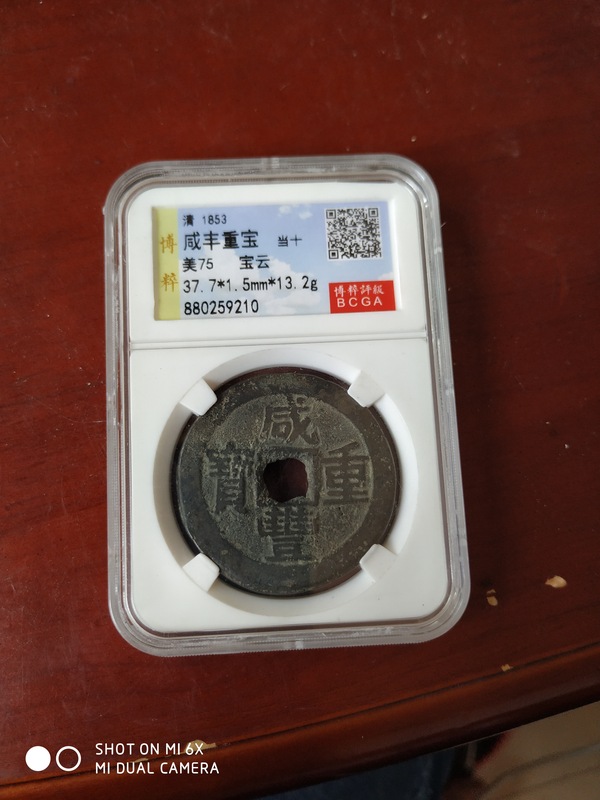 清 1853
咸丰重宝 当十
美75 宝云
37.7*1.5mm*13.2g
880259210
博粹
博粹評級
BCGA
咸
寶 重
豐
SHOT ON MI 6X
MI DUAL CAMERA